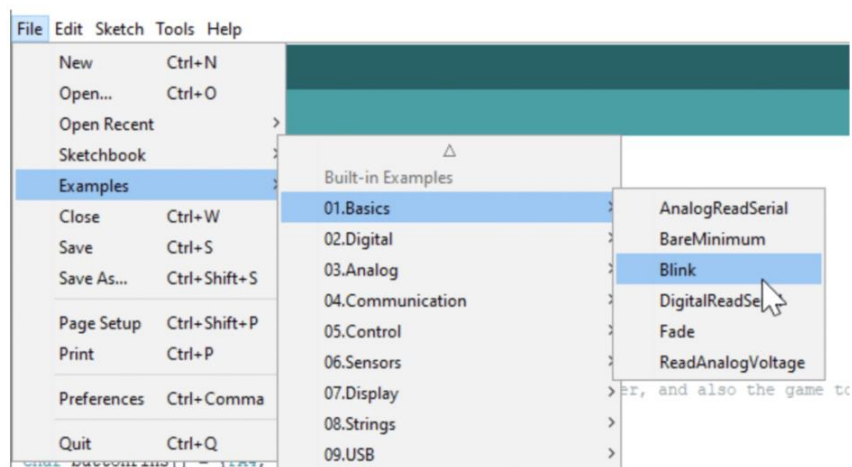 File Edit Sketch Tools Help
New Ctrl+N
Open... Ctrl+O
Open Recent
Sketchbook
Examples
Close Ctrl+W
Save Ctrl+S
Save As... Ctrl+Shift+S
Page Setup Ctrl+Shift+P
Print Ctrl+P
Preferences Ctrl+Comma
Quit Ctrl+Q
Built-in Examples
01.Basics
02.Digital
03.Analog
04.Communication
05.Control
06.Sensors
07.Display
08.Strings
09.USB
AnalogReadSerial
BareMinimum
Blink
DigitalReadSe
Fade
ReadAnalogVoltage
er, and also the game to